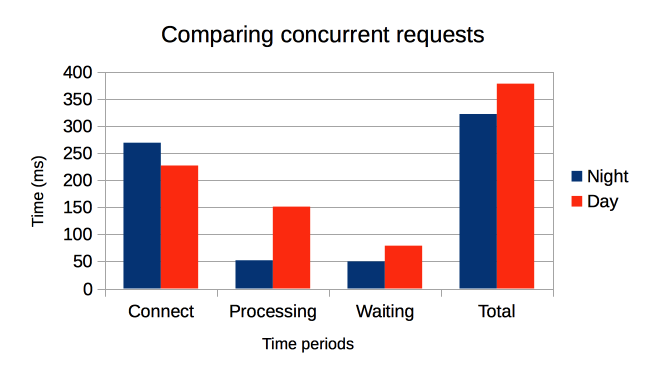 Comparing concurrent requests
400
350
300
250
200
150
100
50
0
Time (ms)
Connect
Processing
Waiting
Total
Time periods
Night
Day